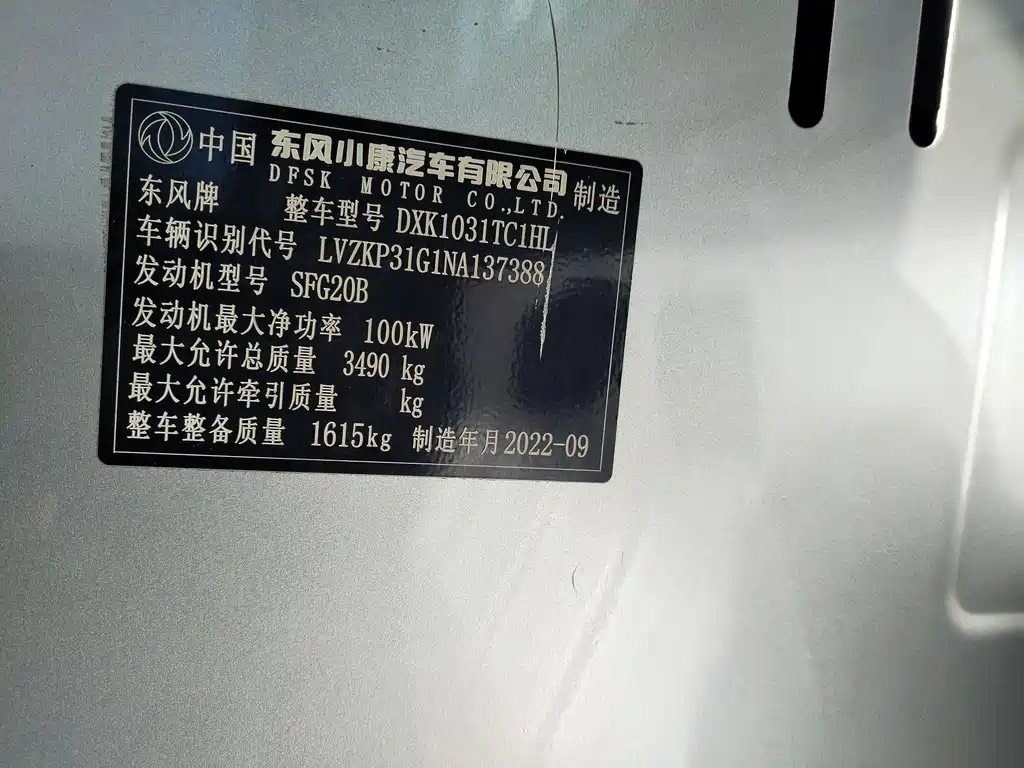 中国 东风小康汽车有限公司 制造
DFSK MOTOR CO.,LTD.
东风牌 整车型号 DXK1031TC1HL
车辆识别代号 LVZKP31G1NA137388
发动机型号 SFG20B
发动机最大净功率 100kW
最大允许总质量 3490 kg
最大允许牵引质量 kg
整车整备质量 1615kg 制造年月2022-09